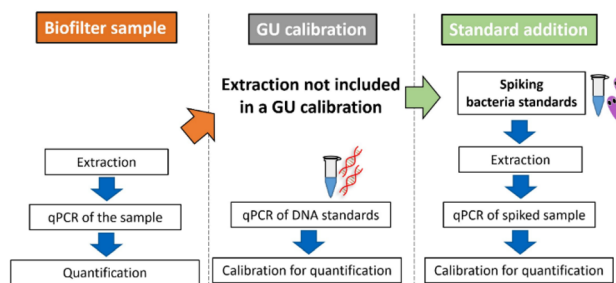 Biofilter sample
Extraction
qPCR of the sample
Quantification
GU calibration
Extraction not included
in a GU calibration
qPCR of DNA standards
Calibration for quantification
Standard addition
Spiking
bacteria standards
Extraction
qPCR of spiked sample
Calibration for quantification